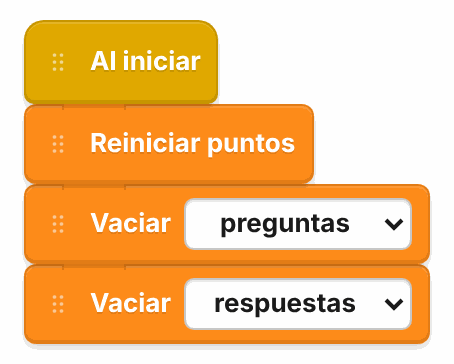 Al iniciar
Reiniciar puntos
Vaciar preguntas
Vaciar respuestas